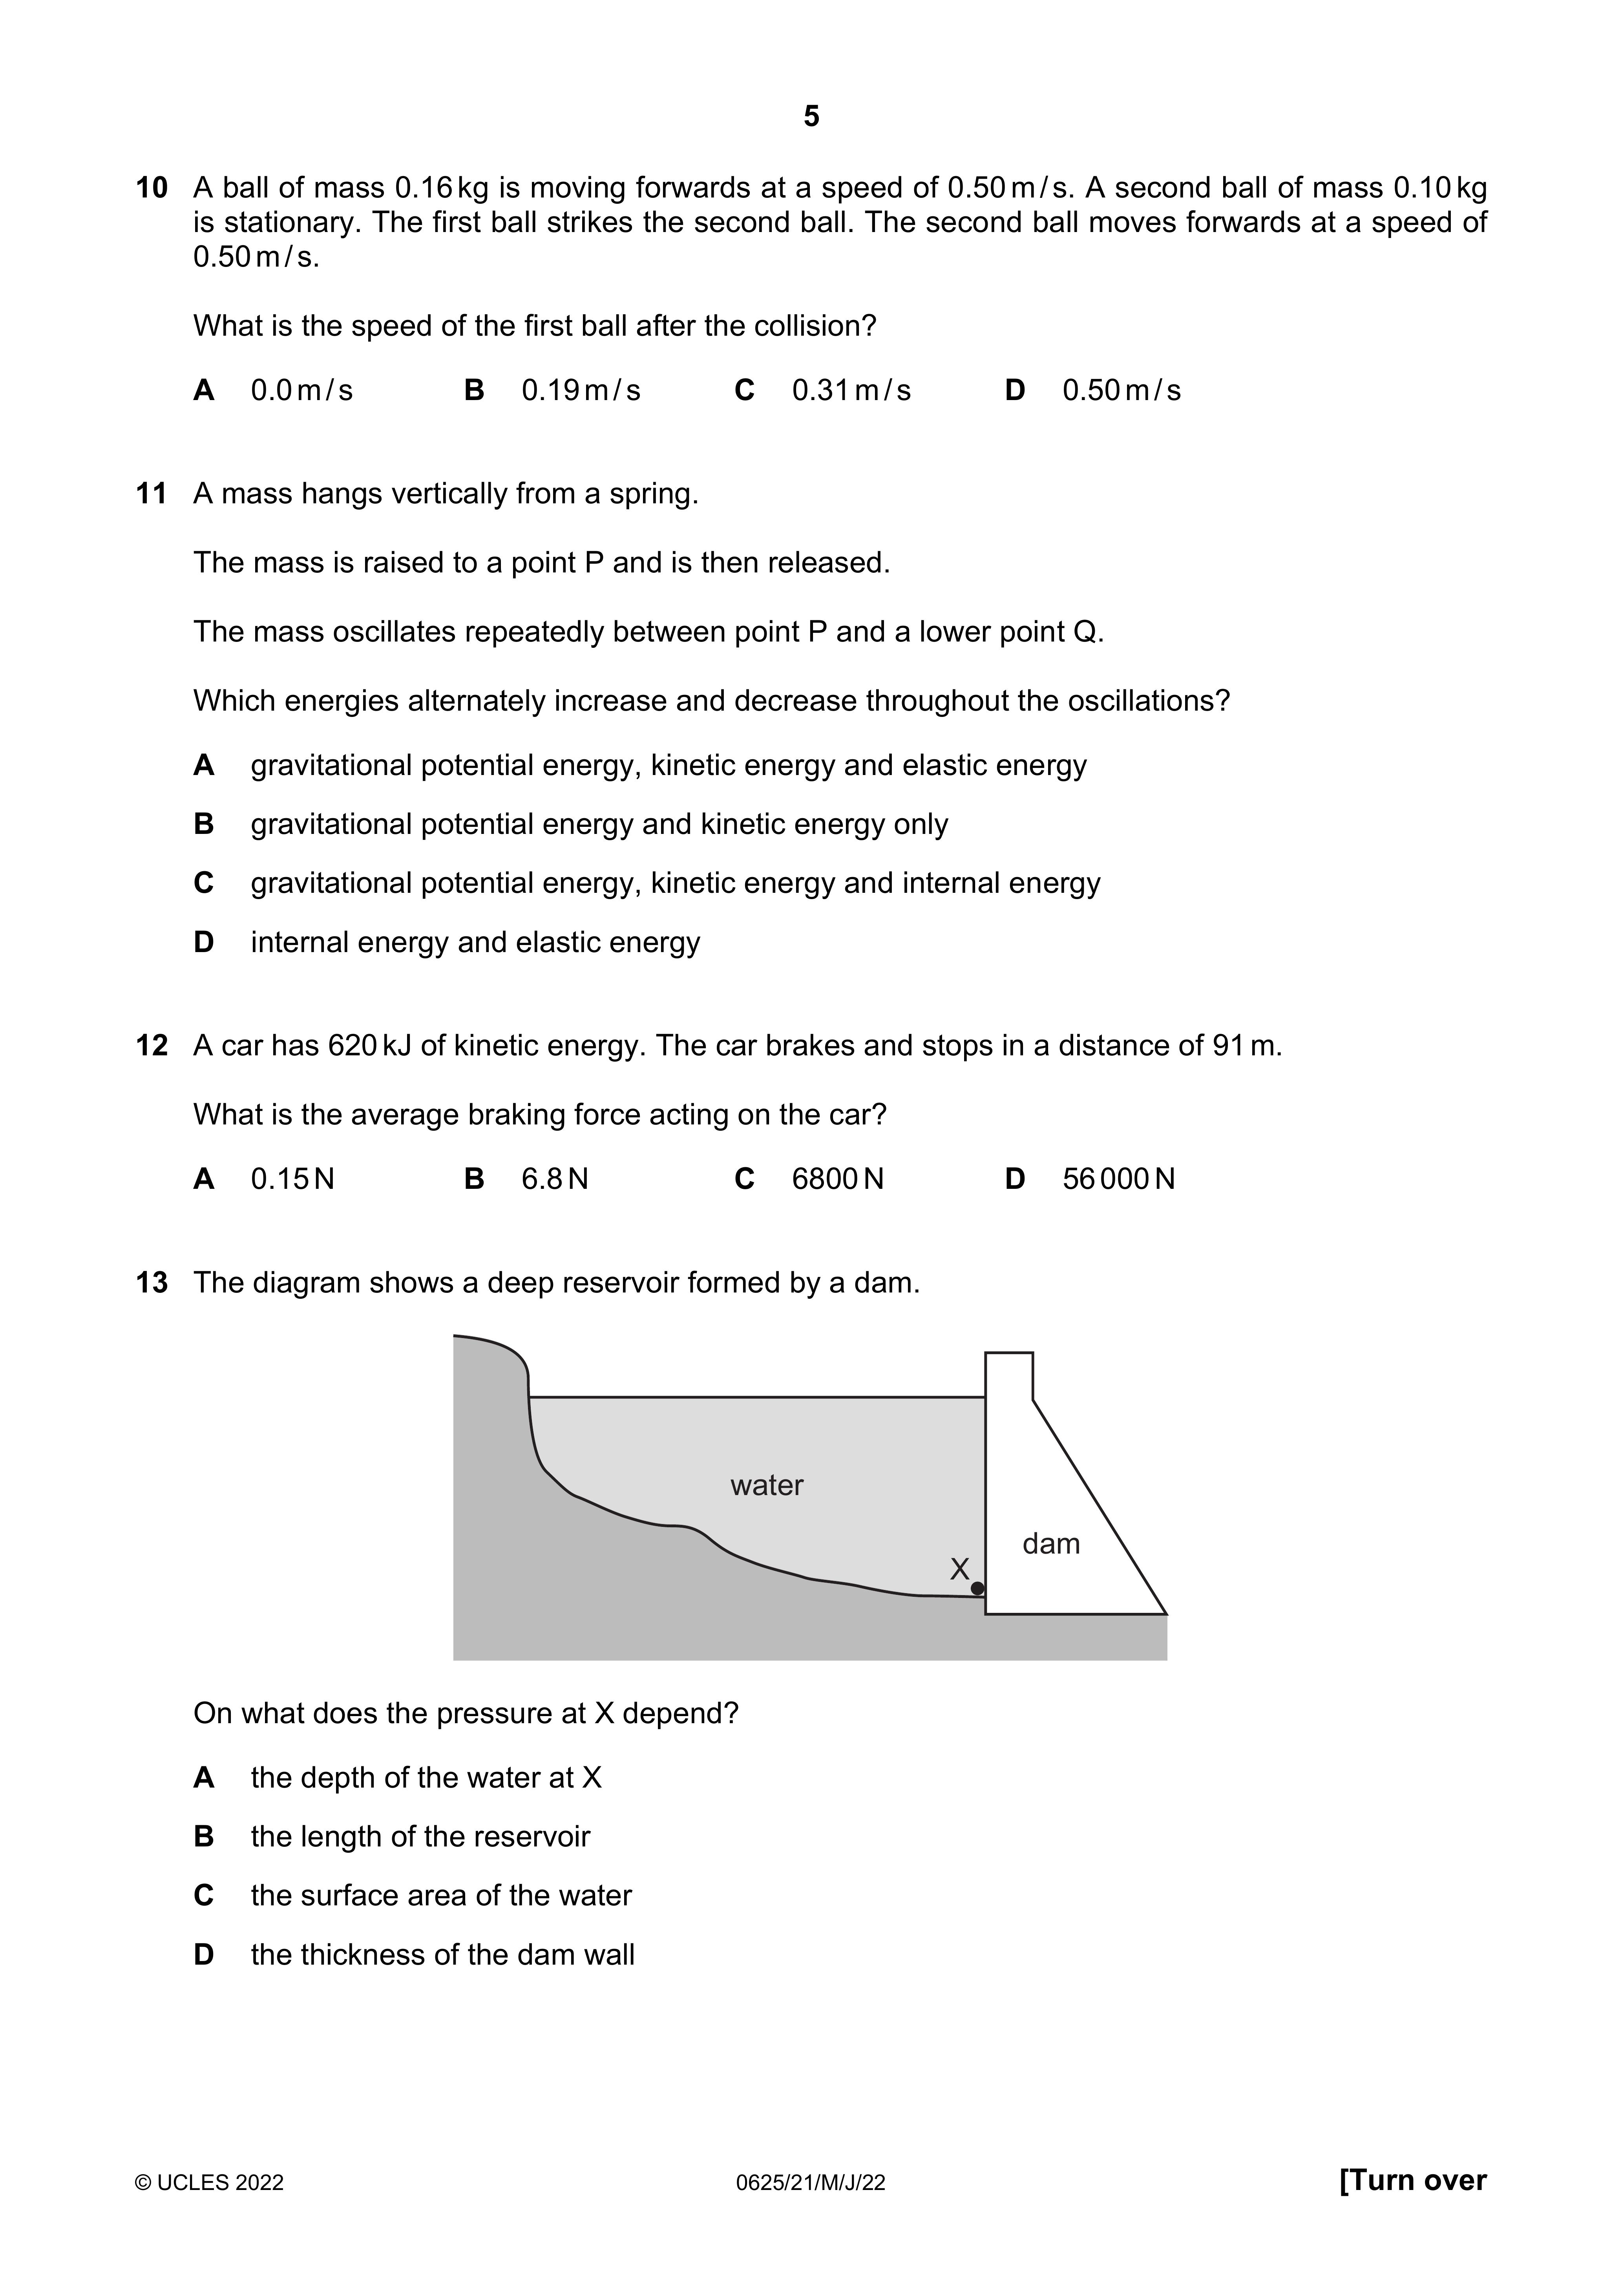 5
10 A ball of mass 0.16 kg is moving forwards at a speed of 0.50 m / s. A second ball of mass 0.10 kg
is stationary. The first ball strikes the second ball. The second ball moves forwards at a speed of
0.50 m / s.
What is the speed of the first ball after the collision?
A 0.0 m / s B 0.19 m / s C 0.31 m / s D 0.50 m / s
11 A mass hangs vertically from a spring.
The mass is raised to a point P and is then released.
The mass oscillates repeatedly between point P and a lower point Q.
Which energies alternately increase and decrease throughout the oscillations?
A gravitational potential energy, kinetic energy and elastic energy
B gravitational potential energy and kinetic energy only
C gravitational potential energy, kinetic energy and internal energy
D internal energy and elastic energy
12 A car has 620 kJ of kinetic energy. The car brakes and stops in a distance of 91 m.
What is the average braking force acting on the car?
A 0.15 N B 6.8 N C 6800 N D 56 000 N
13 The diagram shows a deep reservoir formed by a dam.
water
dam
X
On what does the pressure at X depend?
A the depth of the water at X
B the length of the reservoir
C the surface area of the water
D the thickness of the dam wall
© UCLES 2022 0625/21/M/J/22 [Turn over